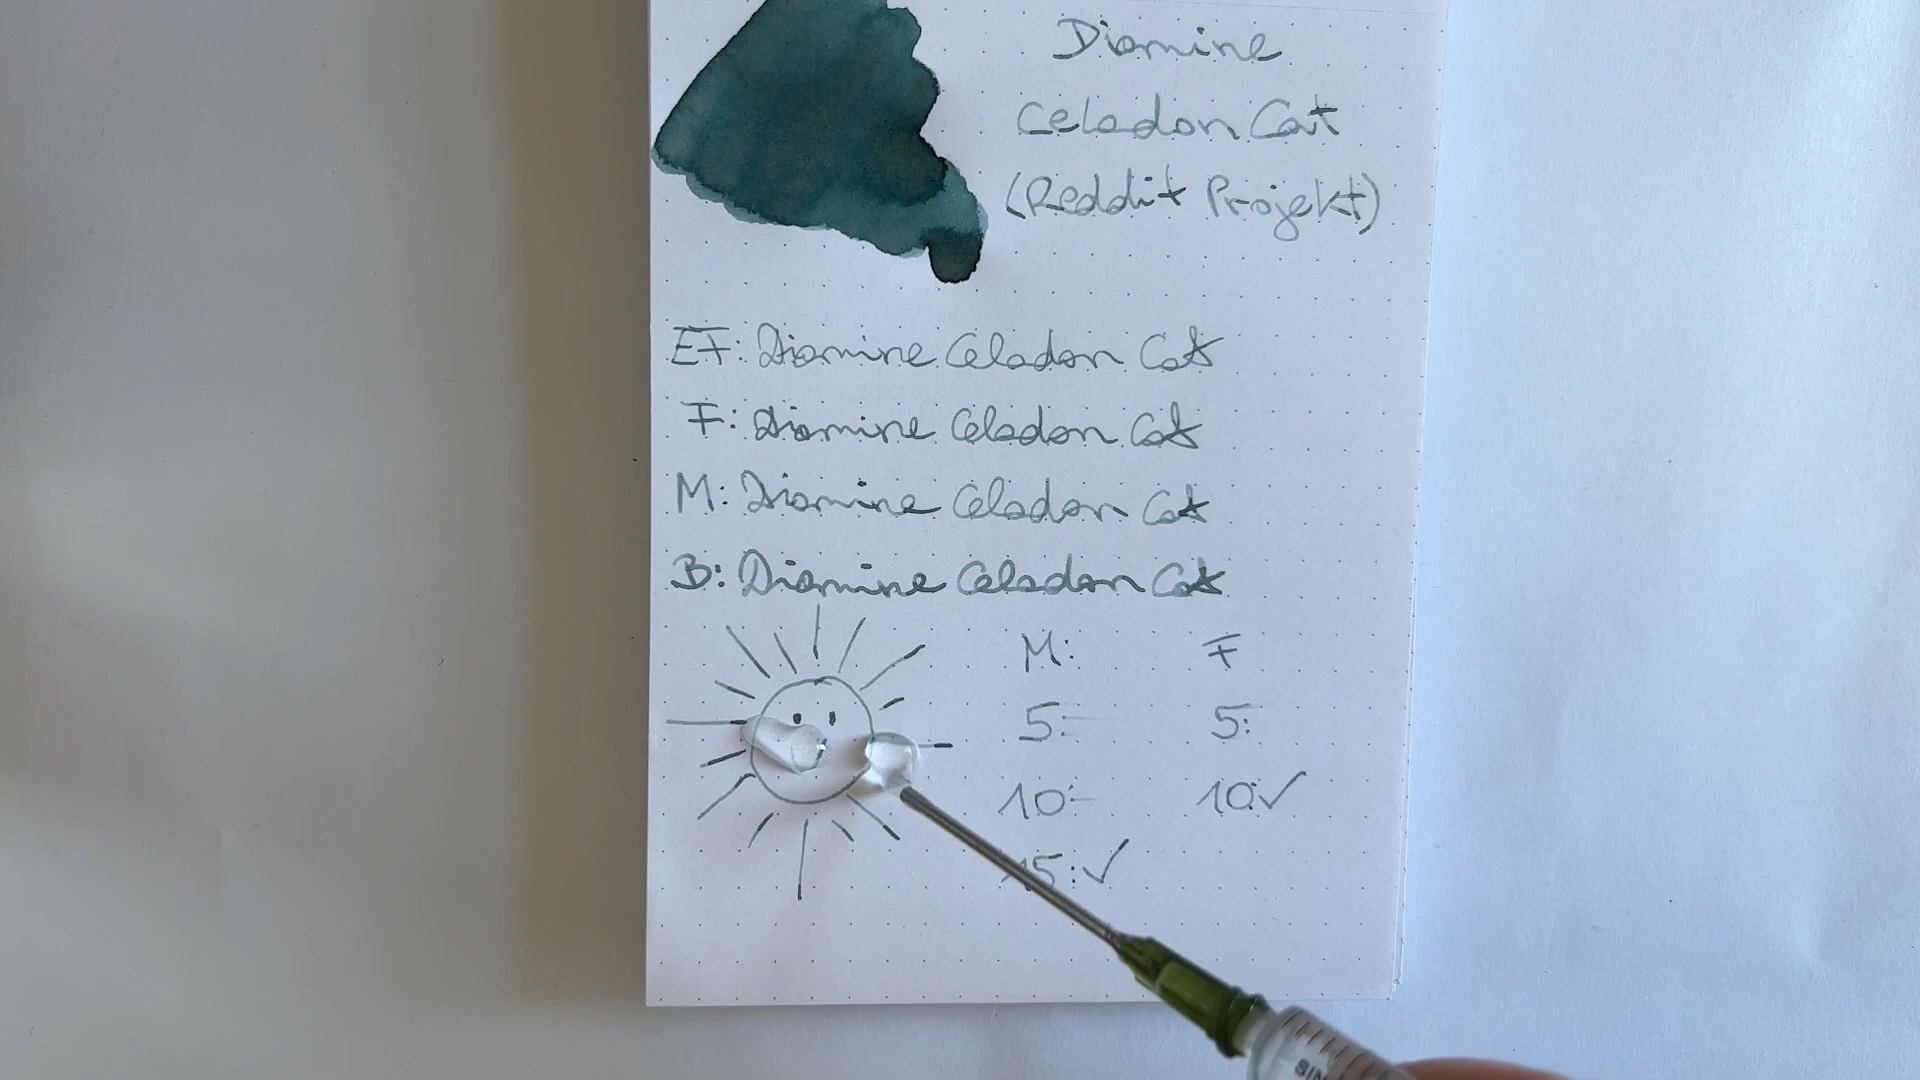 Diamine
Celadon Cat
(Reddit Projekt)
EF: Diamine Celadon Cat
F: Diamine Celadon Cat
M: Diamine Celadon Cat
B: Diamine Celadon Cat
M: F
5:- 5:
10:- 10:✓
15:✓
SIN